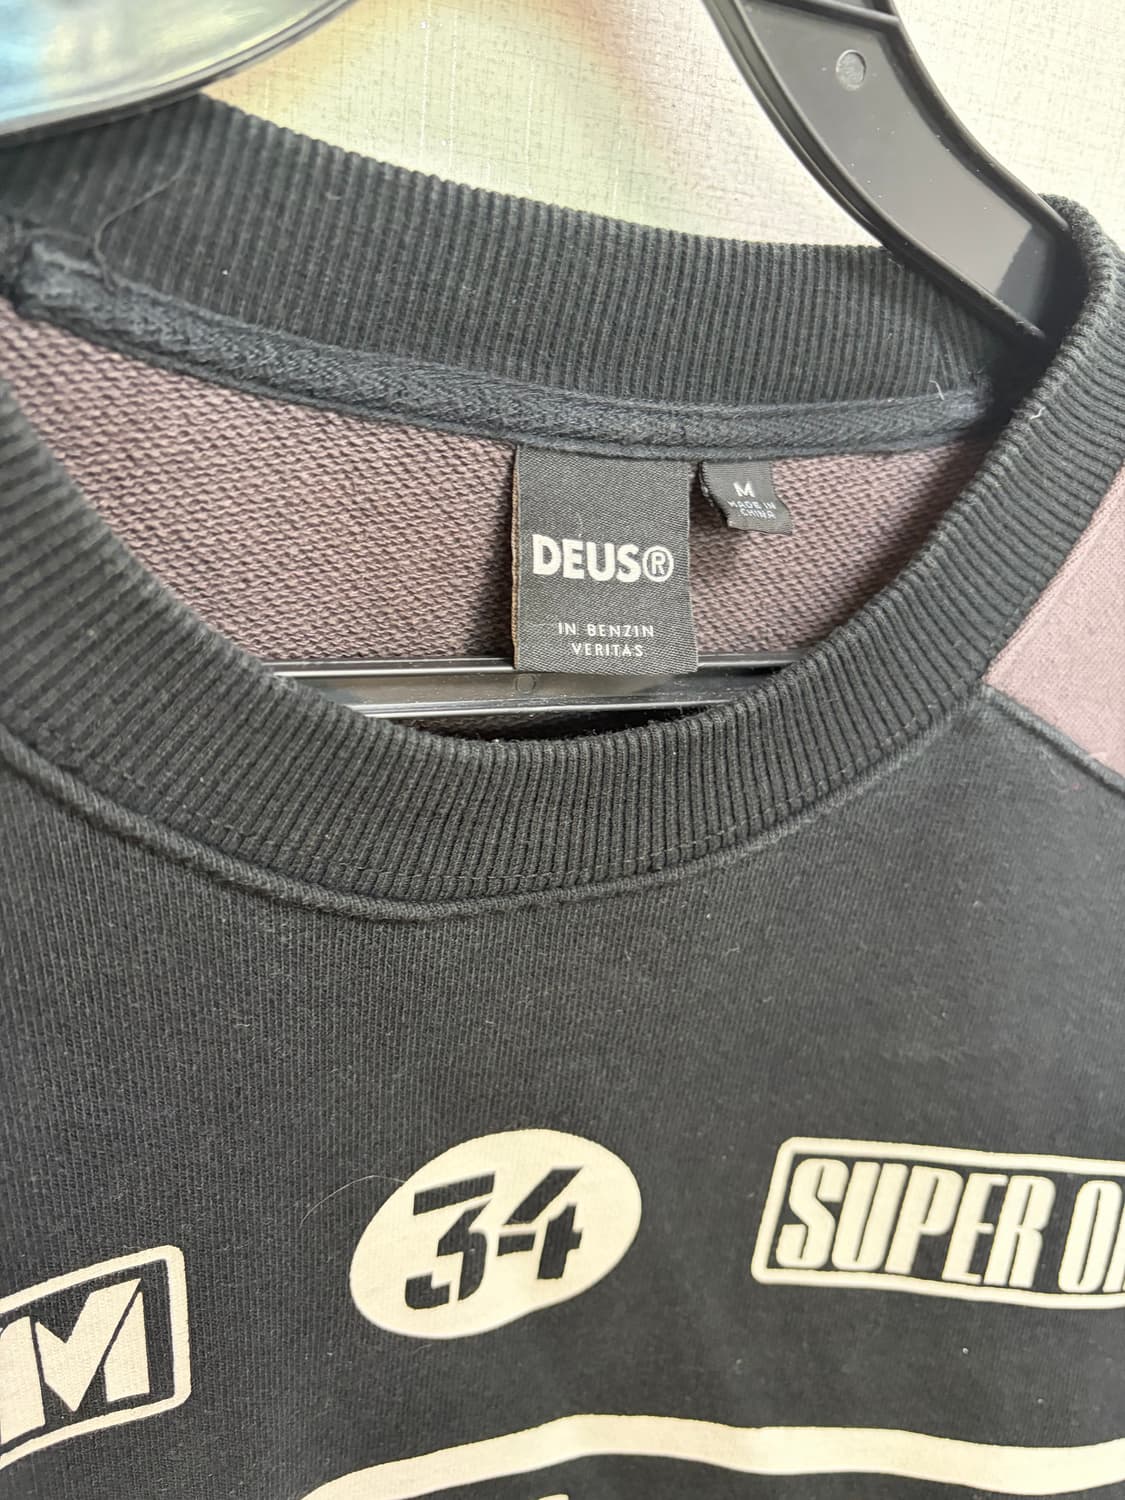 DEUS®
IN BENZIN
VERITAS
M
MADE IN
CHINA
34
SUPER
M